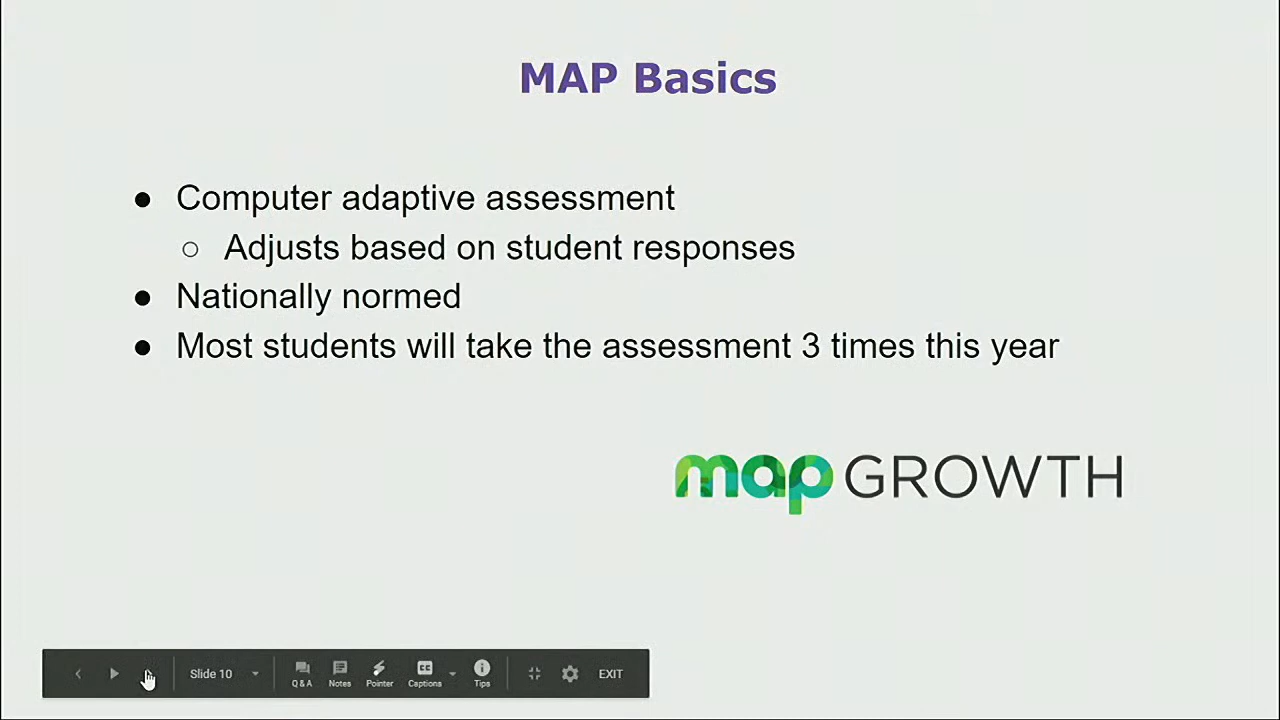 MAP Basics
● Computer adaptive assessment
○ Adjusts based on student responses
● Nationally normed
● Most students will take the assessment 3 times this year
map GROWTH
Slide 10 Q&A Notes Pointer Captions Tips EXIT